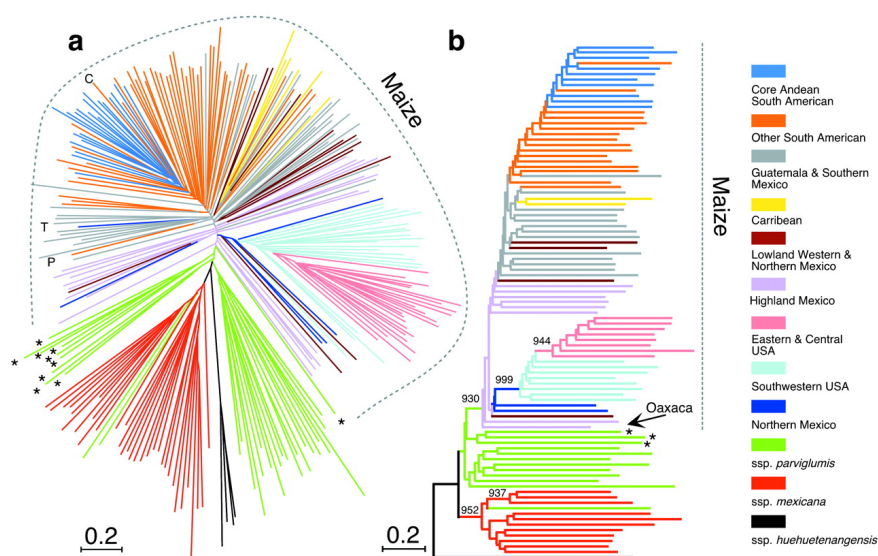 a
b
C
Maize
T
P
*
*
*
*
*
*
*
*
*
0.2
0.2
944
999
930
Oaxaca
*
*
*
937
952
Maize
Core Andean
South American
Other South American
Guatemala & Southern
Mexico
Carribean
Lowland Western &
Northern Mexico
Highland Mexico
Eastern & Central
USA
Southwestern USA
Northern Mexico
ssp. parviglumis
ssp. mexicana
ssp. huehuetenangensis